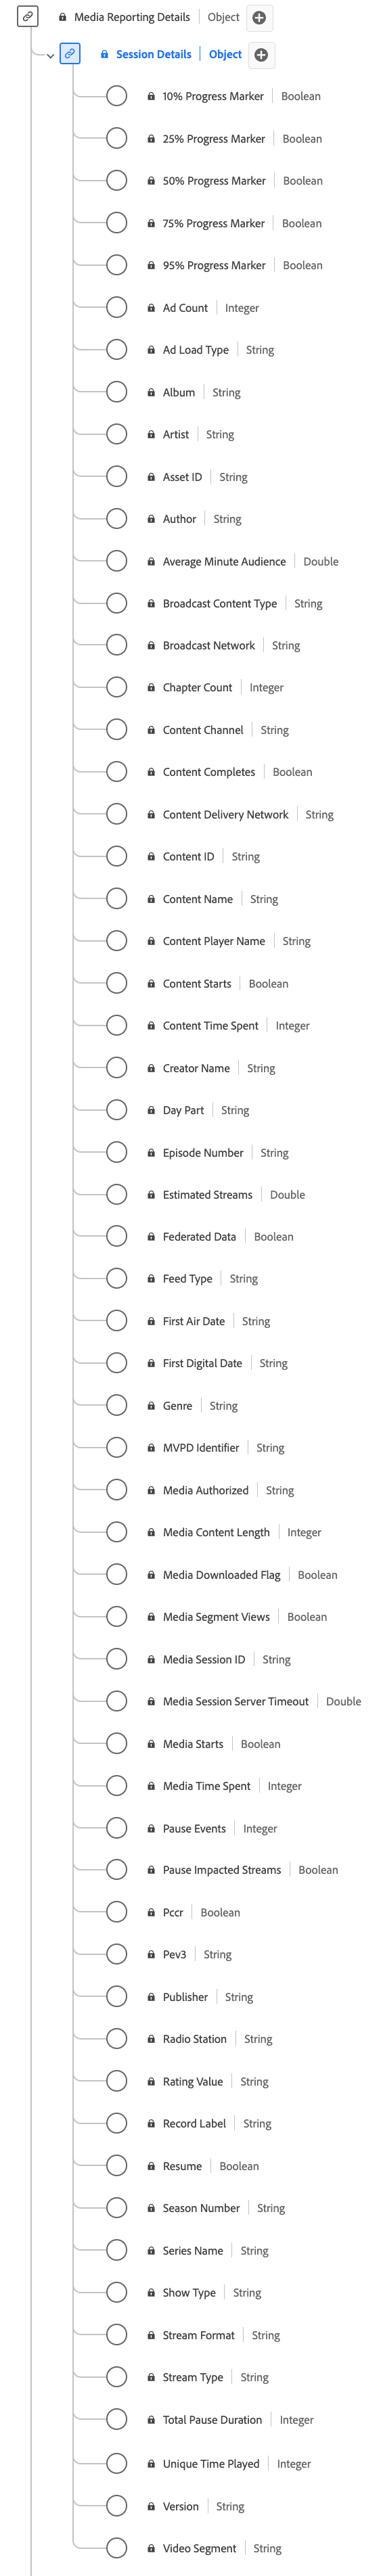 Media Reporting Details | Object
Session Details | Object
10% Progress Marker | Boolean
25% Progress Marker | Boolean
50% Progress Marker | Boolean
75% Progress Marker | Boolean
95% Progress Marker | Boolean
Ad Count | Integer
Ad Load Type | String
Album | String
Artist | String
Asset ID | String
Author | String
Average Minute Audience | Double
Broadcast Content Type | String
Broadcast Network | String
Chapter Count | Integer
Content Channel | String
Content Completes | Boolean
Content Delivery Network | String
Content ID | String
Content Name | String
Content Player Name | String
Content Starts | Boolean
Content Time Spent | Integer
Creator Name | String
Day Part | String
Episode Number | String
Estimated Streams | Double
Federated Data | Boolean
Feed Type | String
First Air Date | String
First Digital Date | String
Genre | String
MVPD Identifier | String
Media Authorized | String
Media Content Length | Integer
Media Downloaded Flag | Boolean
Media Segment Views | Boolean
Media Session ID | String
Media Session Server Timeout | Double
Media Starts | Boolean
Media Time Spent | Integer
Pause Events | Integer
Pause Impacted Streams | Boolean
Pccr | Boolean
Pev3 | String
Publisher | String
Radio Station | String
Rating Value | String
Record Label | String
Resume | Boolean
Season Number | String
Series Name | String
Show Type | String
Stream Format | String
Stream Type | String
Total Pause Duration | Integer
Unique Time Played | Integer
Version | String
Video Segment | String